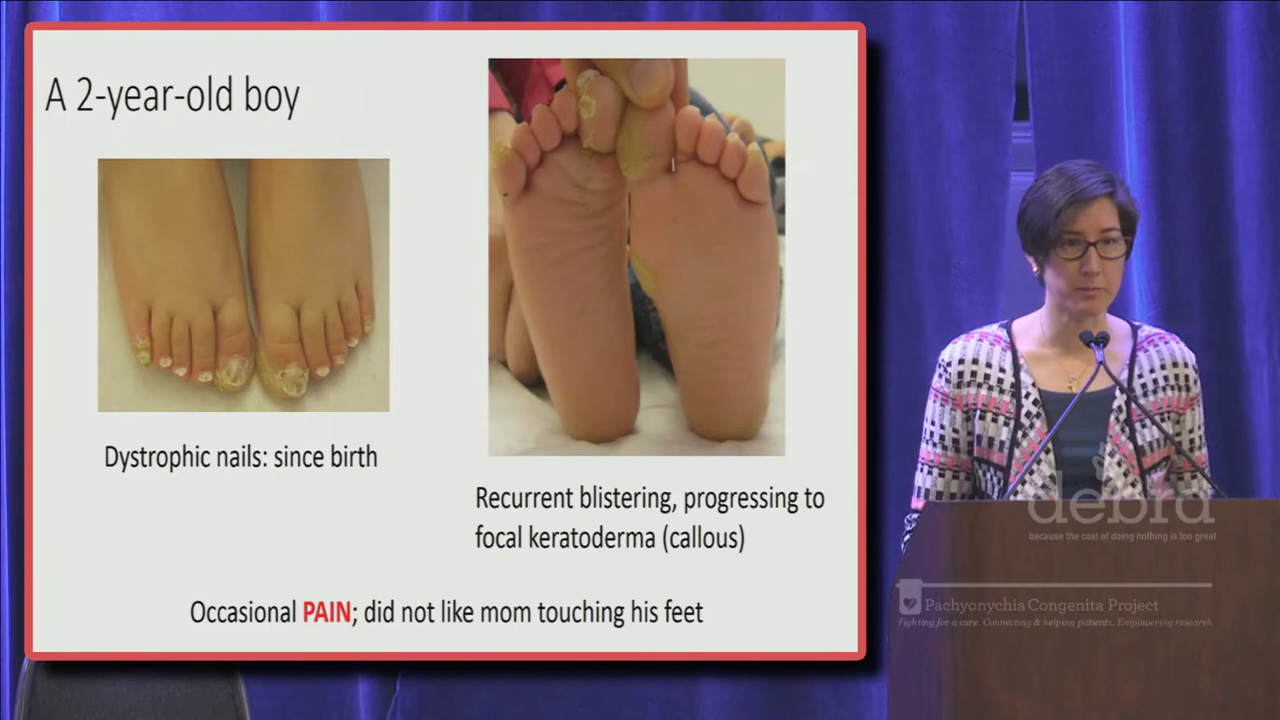 A 2-year-old boy
Dystrophic nails: since birth
Recurrent blistering, progressing to
focal keratoderma (callous)
Occasional PAIN; did not like mom touching his feet
debra
because the cost of doing nothing is too great
Pachyonychia Congenita Project
Fighting for a cure. Connecting & helping patients. Empowering research.